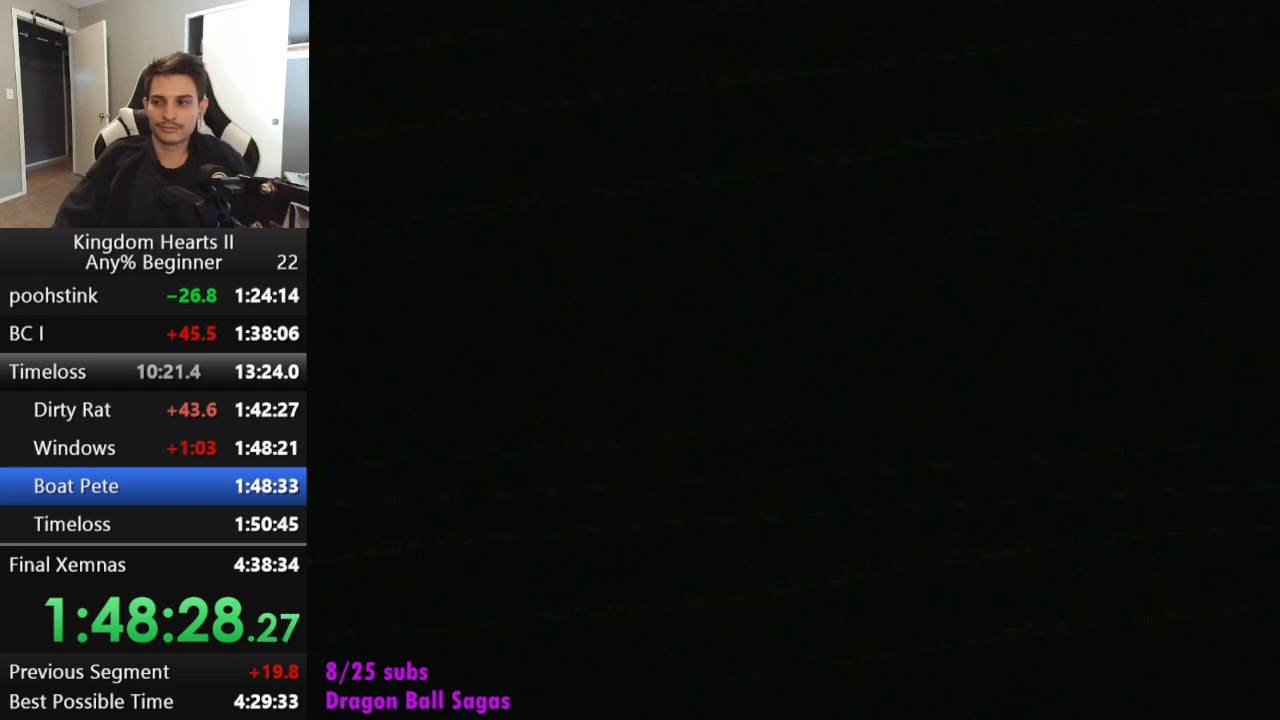 Kingdom Hearts II
Any% Beginner 22
poohstink -26.8 1:24:14
BC I +45.5 1:38:06
Timeloss 10:21.4 13:24.0
Dirty Rat +43.6 1:42:27
Windows +1:03 1:48:21
Boat Pete 1:48:33
Timeloss 1:50:45
Final Xemnas 4:38:34
1:48:28.27
Previous Segment +19.8
Best Possible Time 4:29:33
8/25 subs
Dragon Ball Sagas